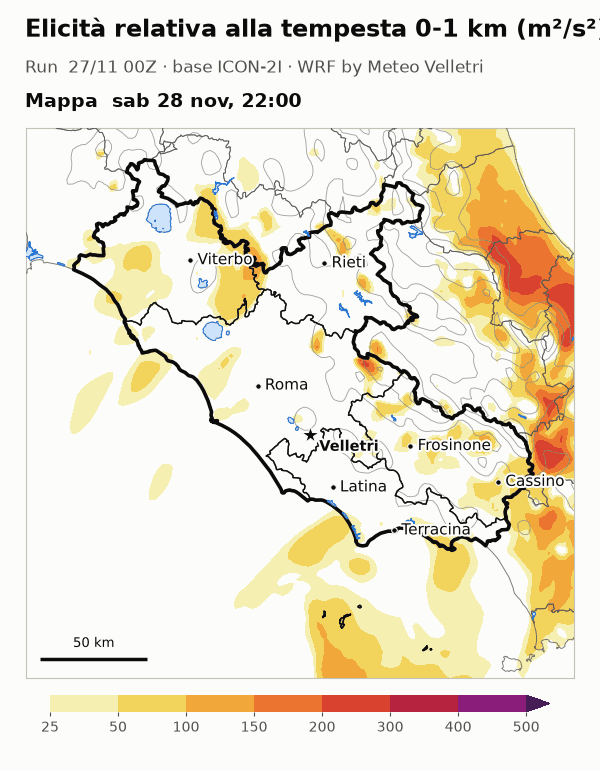 Elicità relativa alla tempesta 0-1 km (m²/s²)
Run 27/11 00Z · base ICON-2I · WRF by Meteo Velletri
Mappa sab 28 nov, 22:00
Viterbo
Rieti
Roma
Velletri
Frosinone
Cassino
Latina
Terracina
50 km
25 50 100 150 200 300 400 500